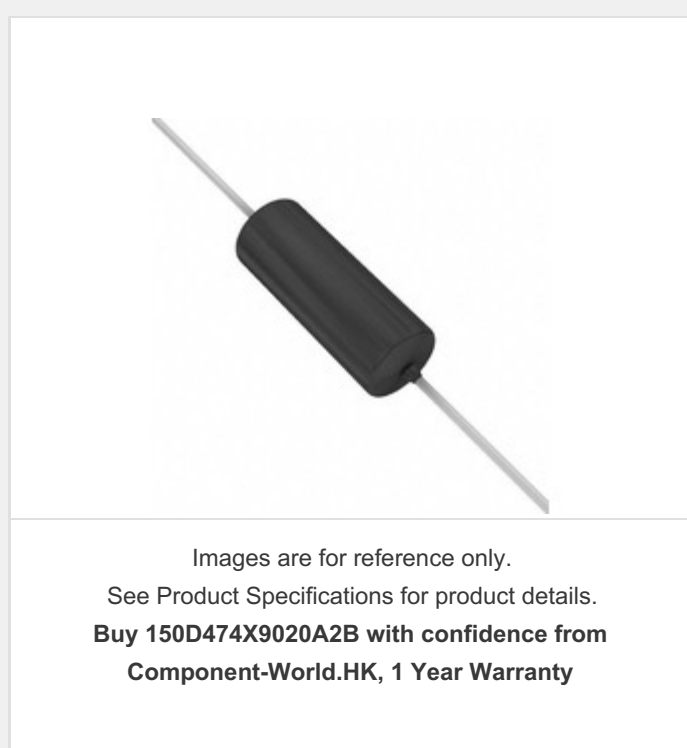 Images are for reference only.
See Product Specifications for product details.
Buy 150D474X9020A2B with confidence from
Component-World.HK, 1 Year Warranty